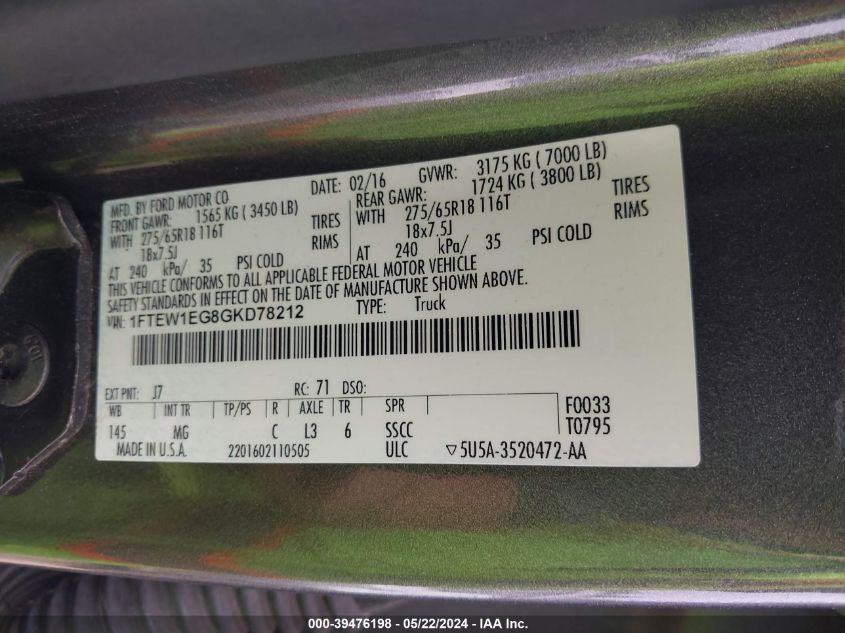 MFD. BY FORD MOTOR CO
DATE: 02/16
GVWR: 3175 KG ( 7000 LB)
FRONT GAWR: 1565 KG ( 3450 LB)
WITH 275/65R18 116T TIRES
18x7.5J RIMS
AT 240 kPa/ 35 PSI COLD
REAR GAWR: 1724 KG ( 3800 LB)
WITH 275/65R18 116T TIRES
18x7.5J RIMS
AT 240 kPa/ 35 PSI COLD
THIS VEHICLE CONFORMS TO ALL APPLICABLE FEDERAL MOTOR VEHICLE
SAFETY STANDARDS IN EFFECT ON THE DATE OF MANUFACTURE SHOWN ABOVE.
VIN: 1FTEW1EG8GKD78212 TYPE: Truck
EXT PNT: J7 RC: 71 DSO:
WB INT TR TP/PS R AXLE TR SPR F0033
145 MG C L3 6 SSCC T0795
MADE IN U.S.A. 2201602110505 ULC ▽5U5A-3520472-AA
000-39476198 - 05/22/2024 - IAA Inc.